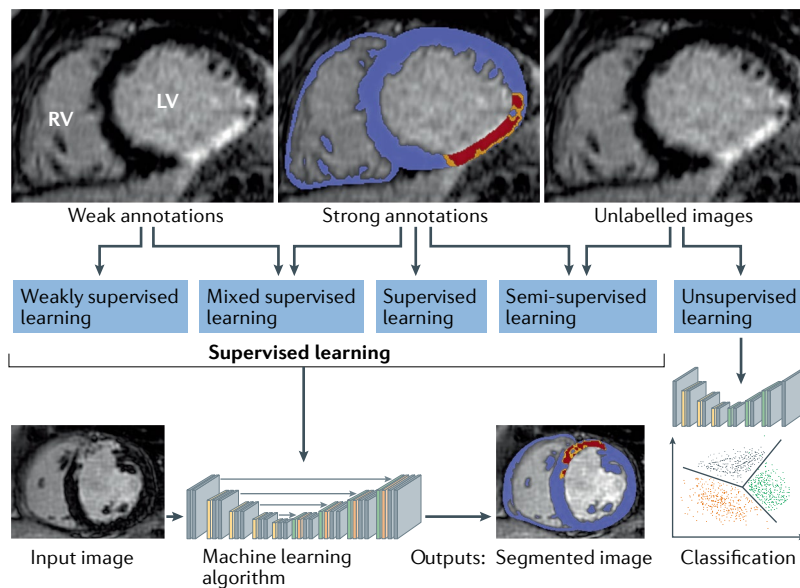 RV
LV
Weak annotations
Strong annotations
Unlabelled images
Weakly supervised
learning
Mixed supervised
learning
Supervised
learning
Semi-supervised
learning
Unsupervised
learning
Supervised learning
Input image
Machine learning
algorithm
Outputs:
Segmented image
Classification